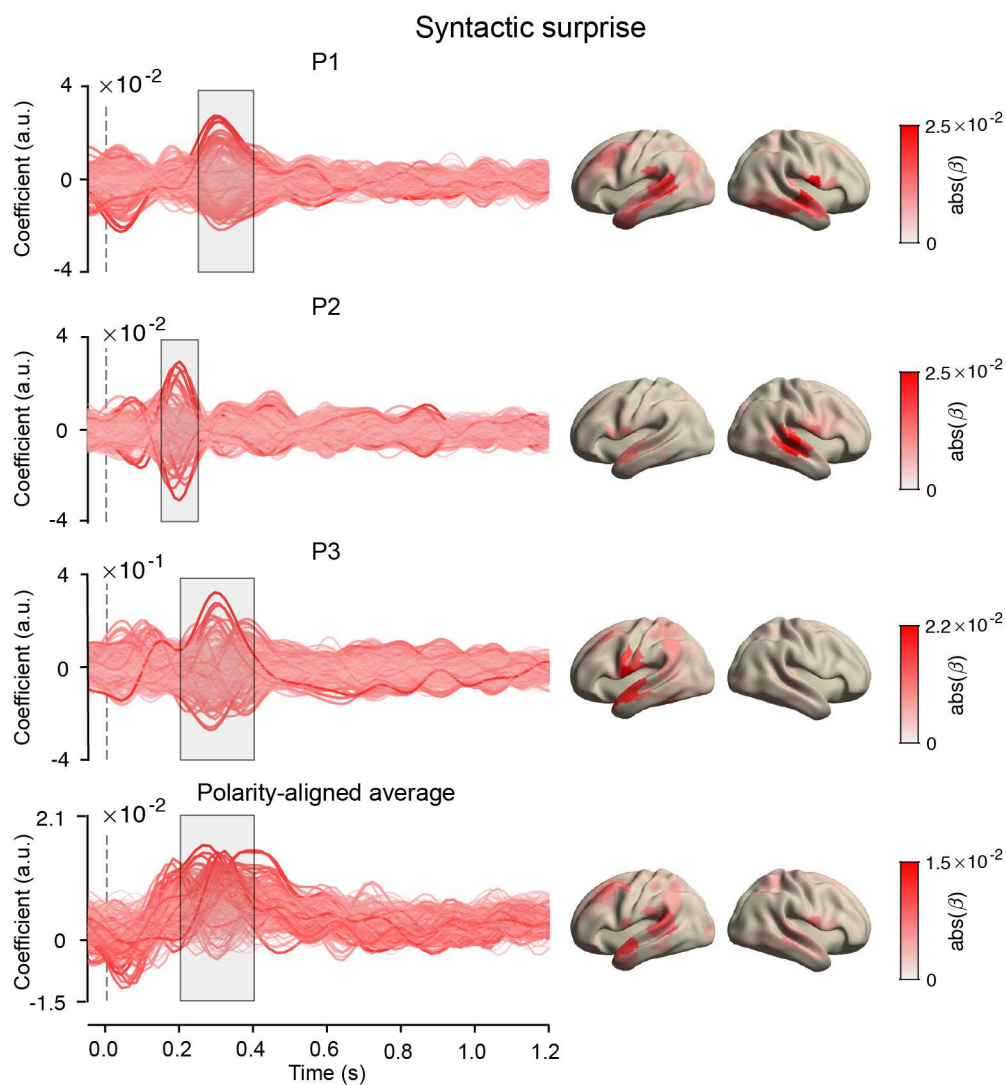 Syntactic surprise
P1
×10-2
Coefficient (a.u.)
4
0
-4
2.5×10-2
abs(β)
0
P2
×10-2
Coefficient (a.u.)
4
0
-4
2.5×10-2
abs(β)
0
P3
×10-1
Coefficient (a.u.)
4
0
-4
2.2×10-2
abs(β)
0
Polarity-aligned average
×10-2
Coefficient (a.u.)
2.1
0
-1.5
1.5×10-2
abs(β)
0
0.0 0.2 0.4 0.6 0.8 1.0 1.2
Time (s)